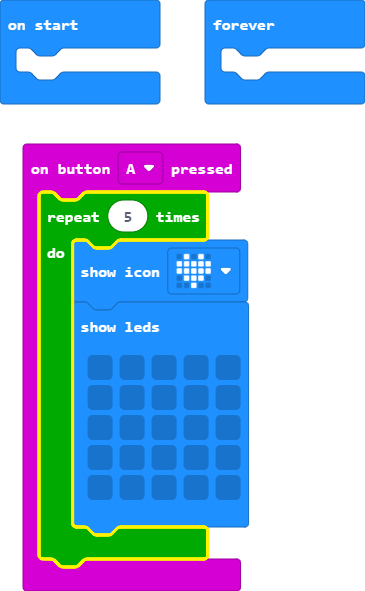 on start
forever
on button A pressed
repeat 5 times
do
show icon
show leds